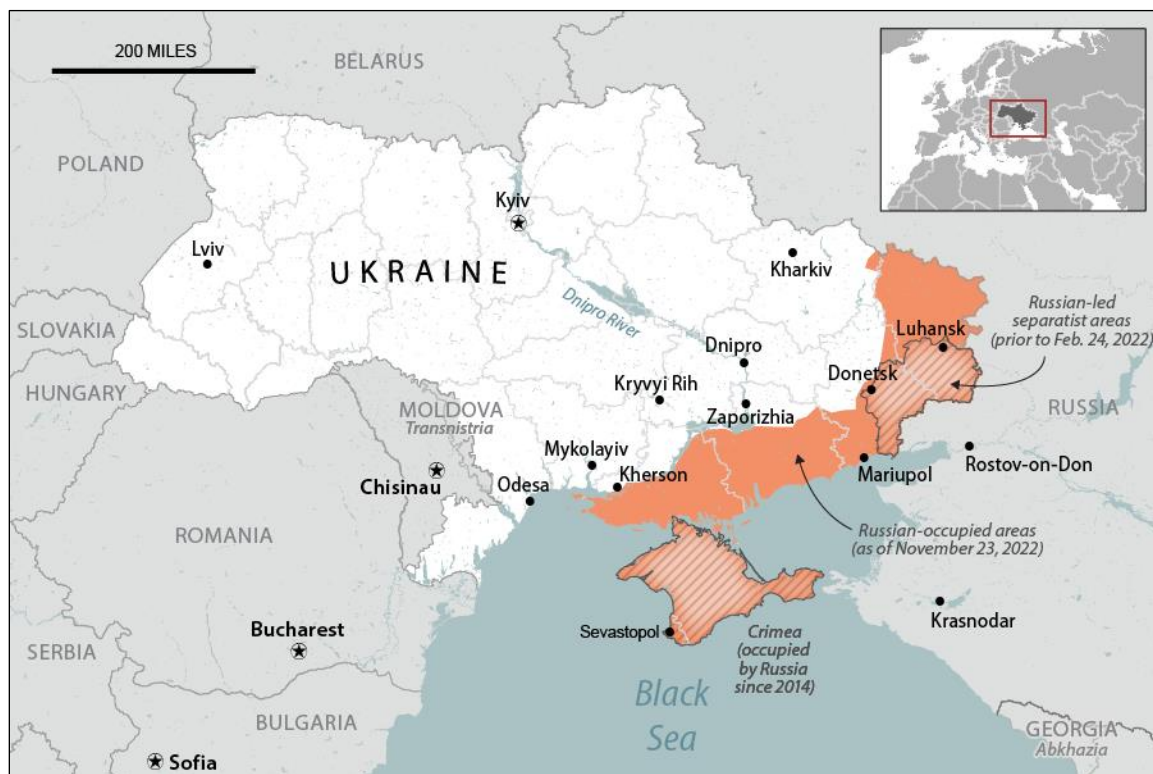 200 MILES
BELARUS
POLAND
Kyiv
Lviv
UKRAINE
Kharkiv
Dnipro River
SLOVAKIA
Russian-led
separatist areas
(prior to Feb. 24, 2022)
Luhansk
Dnipro
HUNGARY
Donetsk
Kryvyi Rih
MOLDOVA
Transnistria
Zaporizhia
RUSSIA
Mykolayiv
Kherson
Mariupol
Rostov-on-Don
Chisinau
Odesa
ROMANIA
Russian-occupied areas
(as of November 23, 2022)
Krasnodar
Bucharest
Sevastopol
Crimea
(occupied
by Russia
since 2014)
SERBIA
Black
Sea
BULGARIA
GEORGIA
Abkhazia
Sofia